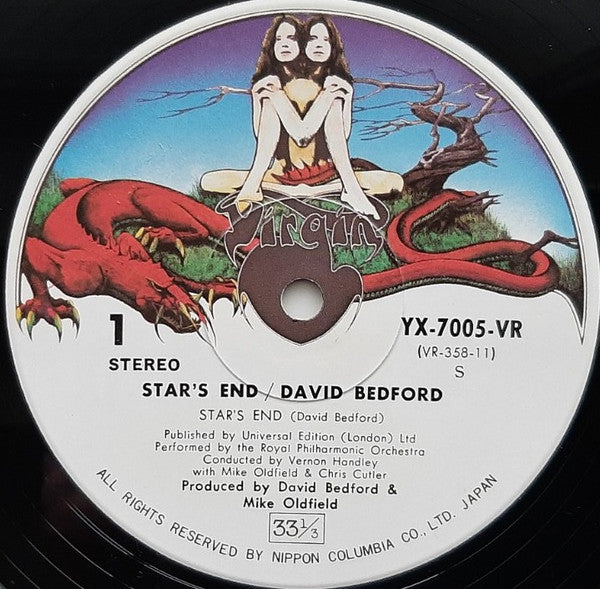 Virgin
1
STEREO
YX-7005-VR
(VR-358-11)
S
STAR'S END / DAVID BEDFORD
STAR'S END (David Bedford)
Published by Universal Edition (London) Ltd
Performed by the Royal Philharmonic Orchestra
Conducted by Vernon Handley
with Mike Oldfield & Chris Cutler
Produced by David Bedford &
Mike Oldfield
33 1/3
ALL RIGHTS RESERVED BY NIPPON COLUMBIA CO., LTD. JAPAN